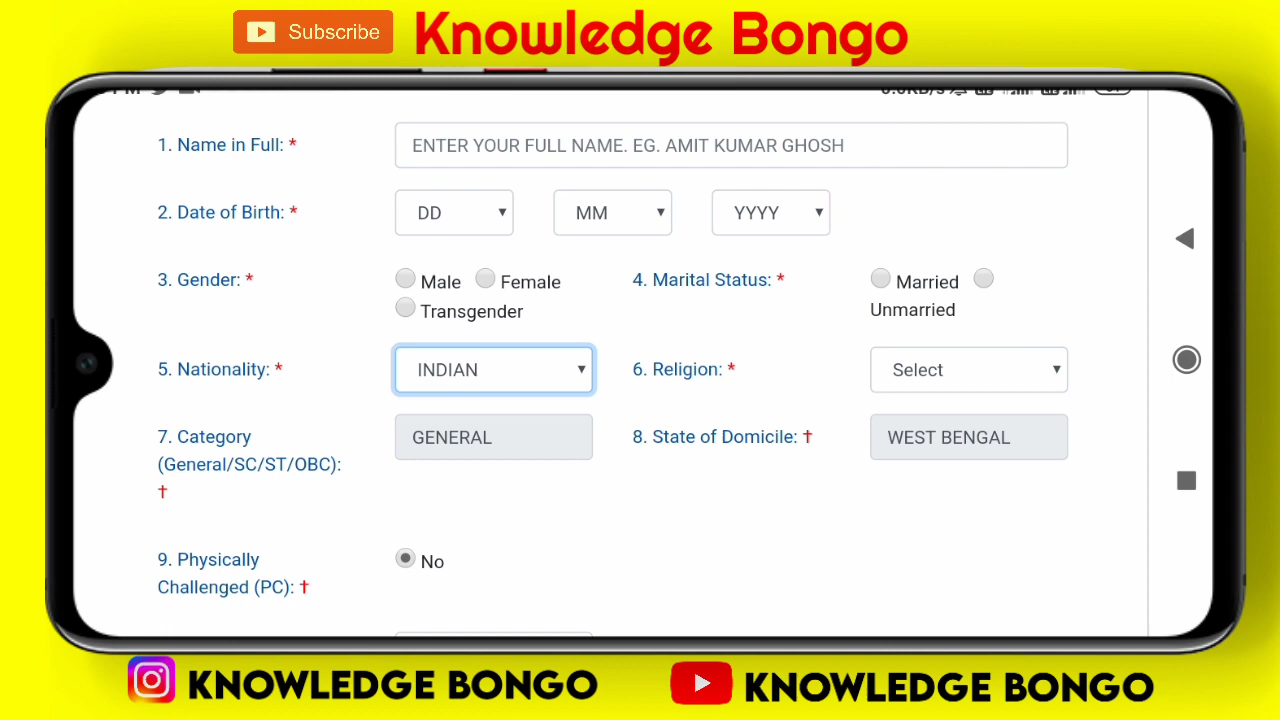 Subscribe Knowledge Bongo
1. Name in Full: * ENTER YOUR FULL NAME. EG. AMIT KUMAR GHOSH
2. Date of Birth: * DD MM YYYY
3. Gender: * Male Female 4. Marital Status: * Married
Transgender Unmarried
5. Nationality: * INDIAN 6. Religion: * Select
7. Category GENERAL 8. State of Domicile: † WEST BENGAL
(General/SC/ST/OBC):
†
9. Physically No
Challenged (PC): †
KNOWLEDGE BONGO KNOWLEDGE BONGO